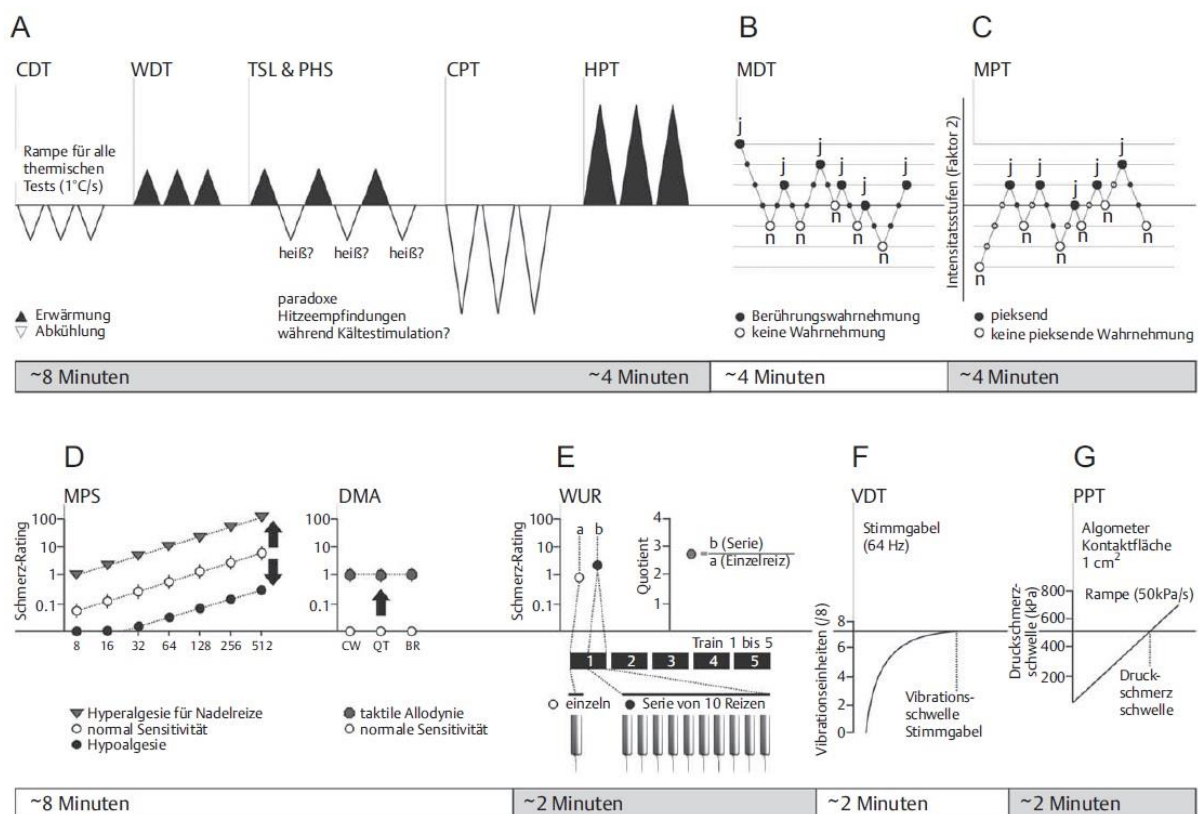 A
B
C
CDT
WDT
TSL & PHS
CPT
HPT
MDT
MPT
Rampe für alle
thermischen
Tests (1°C/s)
heiß?
heiß?
heiß?
paradoxe
Hitzeempfindungen
während Kältestimulation?
Erwärmung
Abkühlung
j
j
j
j
j
j
n
n
n
n
n
Berührungswahrnehmung
keine Wahrnehmung
Intensitätsstufen (Faktor 2)
j
j
j
j
j
n
n
n
n
n
n
pieksend
keine pieksende Wahrnehmung
~8 Minuten
~4 Minuten
~4 Minuten
~4 Minuten
D
E
F
G
MPS
Schmerz-Rating
100
10
1
0.1
8
16
32
64
128
256
512
Hyperalgesie für Nadelreize
normal Sensitivität
Hypoalgesie
DMA
100
10
1
0.1
CW
QT
BR
taktile Allodynie
normale Sensitivität
WUR
Schmerz-Rating
100
10
1
0.1
a
b
Quotient
4
3
2
1
= b (Serie)
a (Einzelreiz)
Train 1 bis 5
1
2
3
4
5
einzeln
Serie von 10 Reizen
VDT
Stimmgabel
(64 Hz)
Vibrationseinheiten (/8)
8
6
4
2
0
Vibrations-
schwelle
Stimmgabel
PPT
Algometer
Kontaktfläche
1 cm²
Rampe (50kPa/s)
Druckschmerz-
schwelle (kPa)
800
600
400
200
Druck-
schmerz
schwelle
~8 Minuten
~2 Minuten
~2 Minuten
~2 Minuten